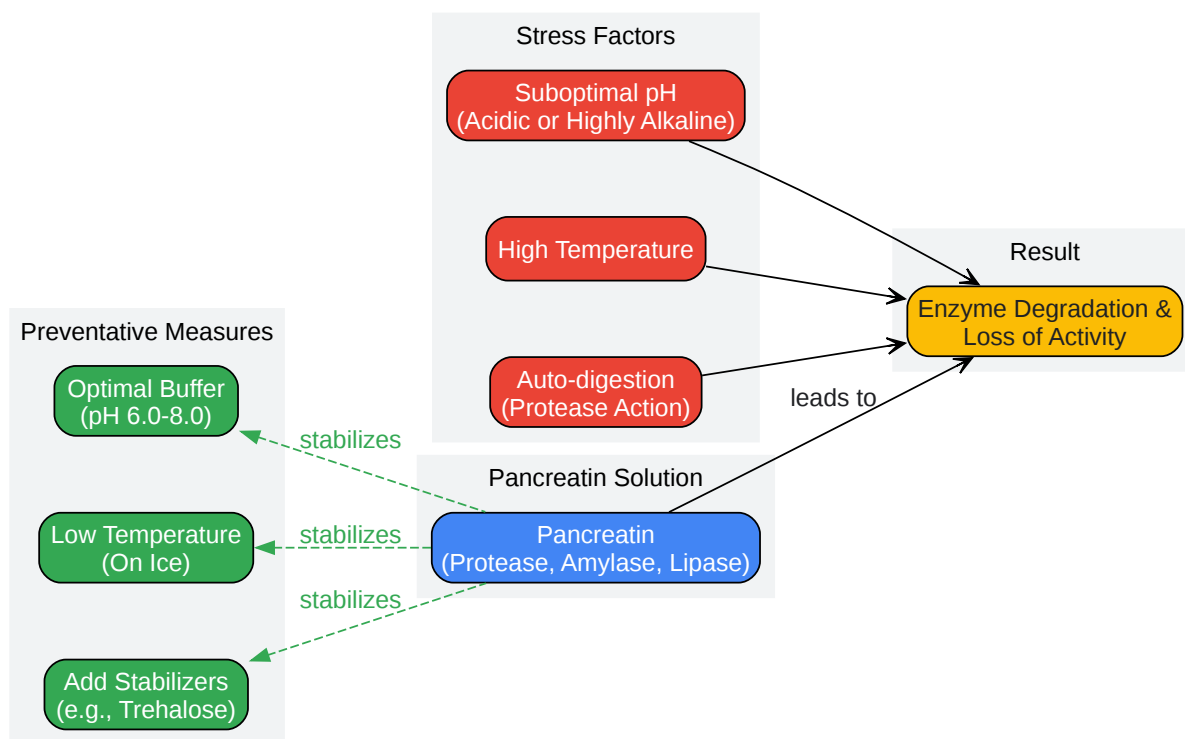 Stress Factors
Suboptimal pH
(Acidic or Highly Alkaline)
High Temperature
Auto-digestion
(Protease Action)
Result
Enzyme Degradation &
Loss of Activity
leads to
Preventative Measures
Optimal Buffer
(pH 6.0-8.0)
Low Temperature
(On Ice)
Add Stabilizers
(e.g., Trehalose)
stabilizes
stabilizes
stabilizes
Pancreatin Solution
Pancreatin
(Protease, Amylase, Lipase)